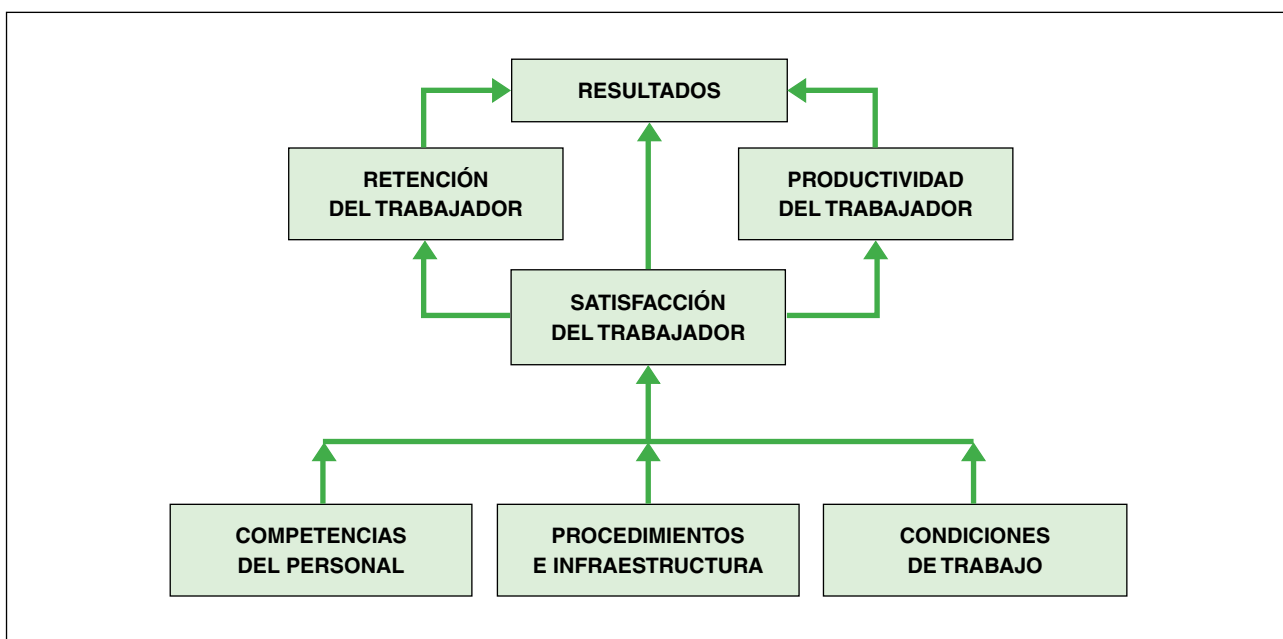 RESULTADOS
RETENCIÓN
DEL TRABAJADOR
PRODUCTIVIDAD
DEL TRABAJADOR
SATISFACCIÓN
DEL TRABAJADOR
COMPETENCIAS
DEL PERSONAL
PROCEDIMIENTOS
E INFRAESTRUCTURA
CONDICIONES
DE TRABAJO